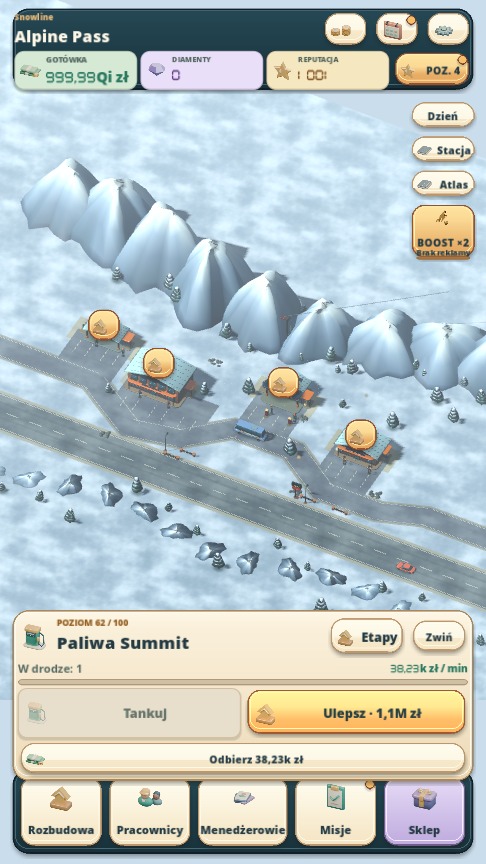 Snowline
Alpine Pass
GOTÓWKA
999,99Qi zł
DIAMENTY
0
REPUTACJA
POZ. 4
Dzień
Stacja
Atlas
BOOST ×2
Brak reklamy
POZIOM 62 / 100
Paliwa Summit
Etapy
Zwiń
W drodze: 1
38,23k zł / min
Tankuj
Ulepsz · 1,1M zł
Odbierz 38,23k zł
Rozbudowa
Pracownicy
Menedżerowie
Misje
Sklep